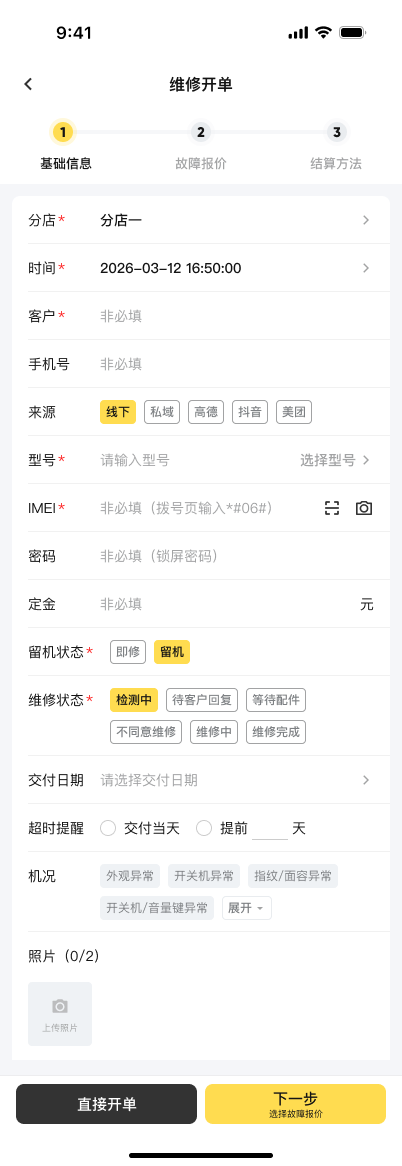 9:41
维修开单
1 2 3
基础信息 故障报价 结算方法
分店* 分店一
时间* 2026-03-12 16:50:00
客户* 非必填
手机号 非必填
来源 线下 私域 高德 抖音 美团
型号* 请输入型号 选择型号
IMEI* 非必填（拨号页输入*#06#）
密码 非必填（锁屏密码）
定金 非必填 元
留机状态* 即修 留机
维修状态* 检测中 待客户回复 等待配件
不同意维修 维修中 维修完成
交付日期 请选择交付日期
超时提醒 交付当天 提前 天
机况 外观异常 开关机异常 指纹/面容异常
开关机/音量键异常 展开
照片（0/2）
上传照片
直接开单 下一步
选择故障报价